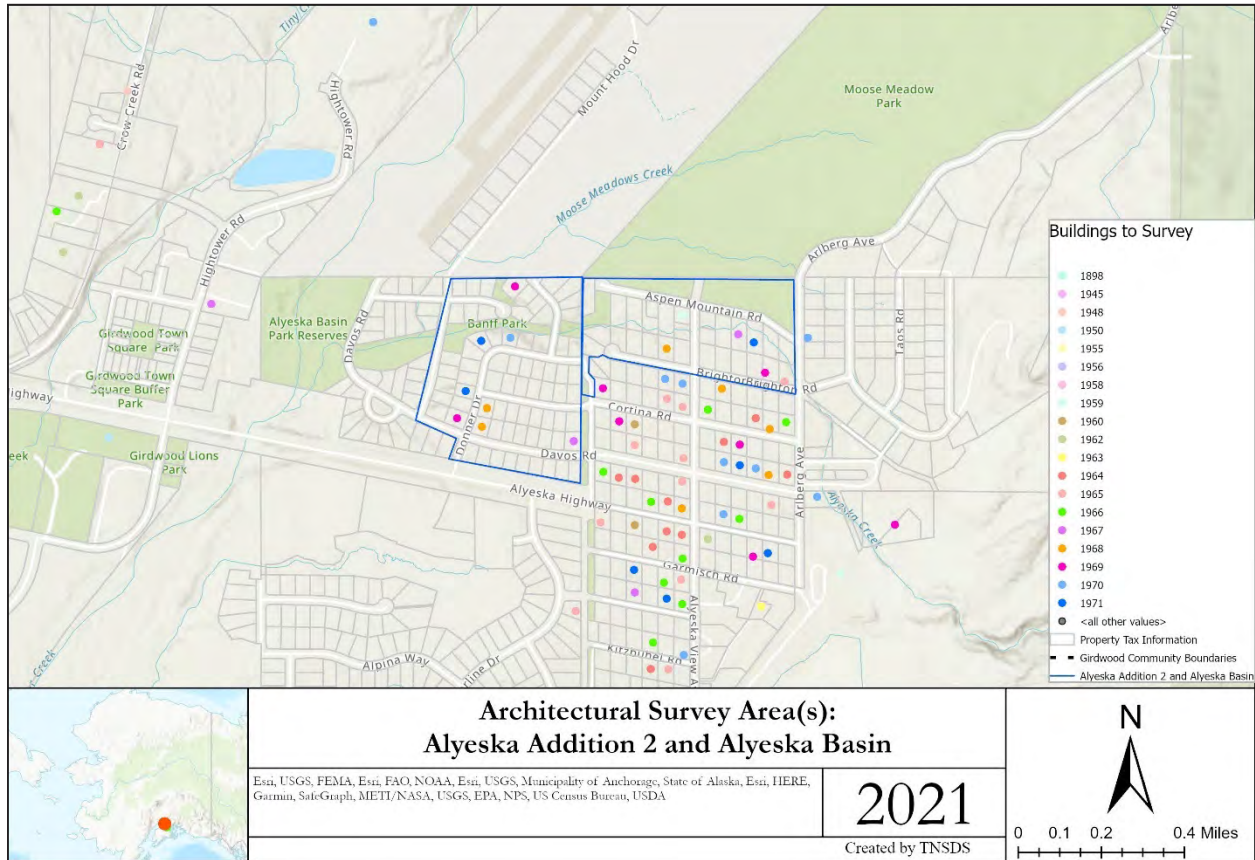 Tiny C
Crow Creek Rd
Hightower Rd
Mount Hood Dr
Moose Meadow
Park
Arlbe
Moose Meadows Creek
Hightower Rd
Arlberg Ave
Buildings to Survey
1898
1945
1948
1950
1955
1956
1958
1959
1960
1962
1963
1964
1965
1966
1967
1968
1969
1970
1971
<all other values>
Property Tax Information
Girdwood Community Boundaries
Alyeska Addition 2 and Alyeska Basin
Girdwood Town
Square Park
Girdwood Town
Square Buffer
Park
Alyeska Basin
Park Reserves
Davos Rd
Banff Park
Aspen Mountain Rd
Taos Rd
BrightorBrighton Rd
Cortina Rd
Donner Dr
Davos Rd
ighway
Girdwood Lions
Park
Alyeska Highway
Arlberg Ave
Alyeska Creek
reek
Garmisch Rd
Alyeska View Av
Kitzbuhel Rd
Alpina Way
rline Dr
t Creek
Architectural Survey Area(s):
Alyeska Addition 2 and Alyeska Basin
Esri, USGS, FEMA, Esri, FAO, NOAA, Esri, USGS, Municipality of Anchorage, State of Alaska, Esri, HERE,
Garmin, SafeGraph, METI/NASA, USGS, EPA, NPS, US Census Bureau, USDA
2021
Created by TNSDS
N
0 0.1 0.2 0.4 Miles